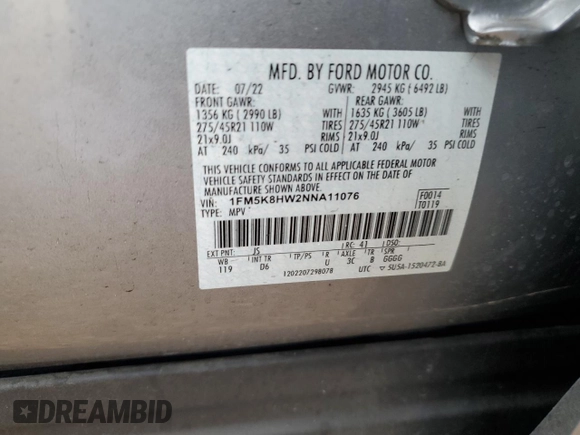 MFD. BY FORD MOTOR CO.
DATE: 07/22 GVWR: 2945 KG ( 6492 LB)
FRONT GAWR: REAR GAWR:
1356 KG ( 2990 LB) WITH 1635 KG ( 3605 LB) WITH
275/45R21 110W TIRES 275/45R21 110W TIRES
21x9.0J RIMS 21x9.0J RIMS
AT 240 kPa/ 35 PSI COLD AT 240 kPa/ 35 PSI COLD
THIS VEHICLE CONFORMS TO ALL APPLICABLE FEDERAL MOTOR
VEHICLE SAFETY STANDARDS IN EFFECT ON THE DATE OF
MANUFACTURE SHOWN ABOVE.
VIN: 1FM5K8HW2NNA11076 F0014
TYPE: MPV T0119
EXT PNT: JS RC: 41 DSO:
WB INT TR TP/PS R AXLE TR SPR
119 D6 U 3C B GGGG
1202207298078 UTC 5U5A-1520472-BA
DREAMBID